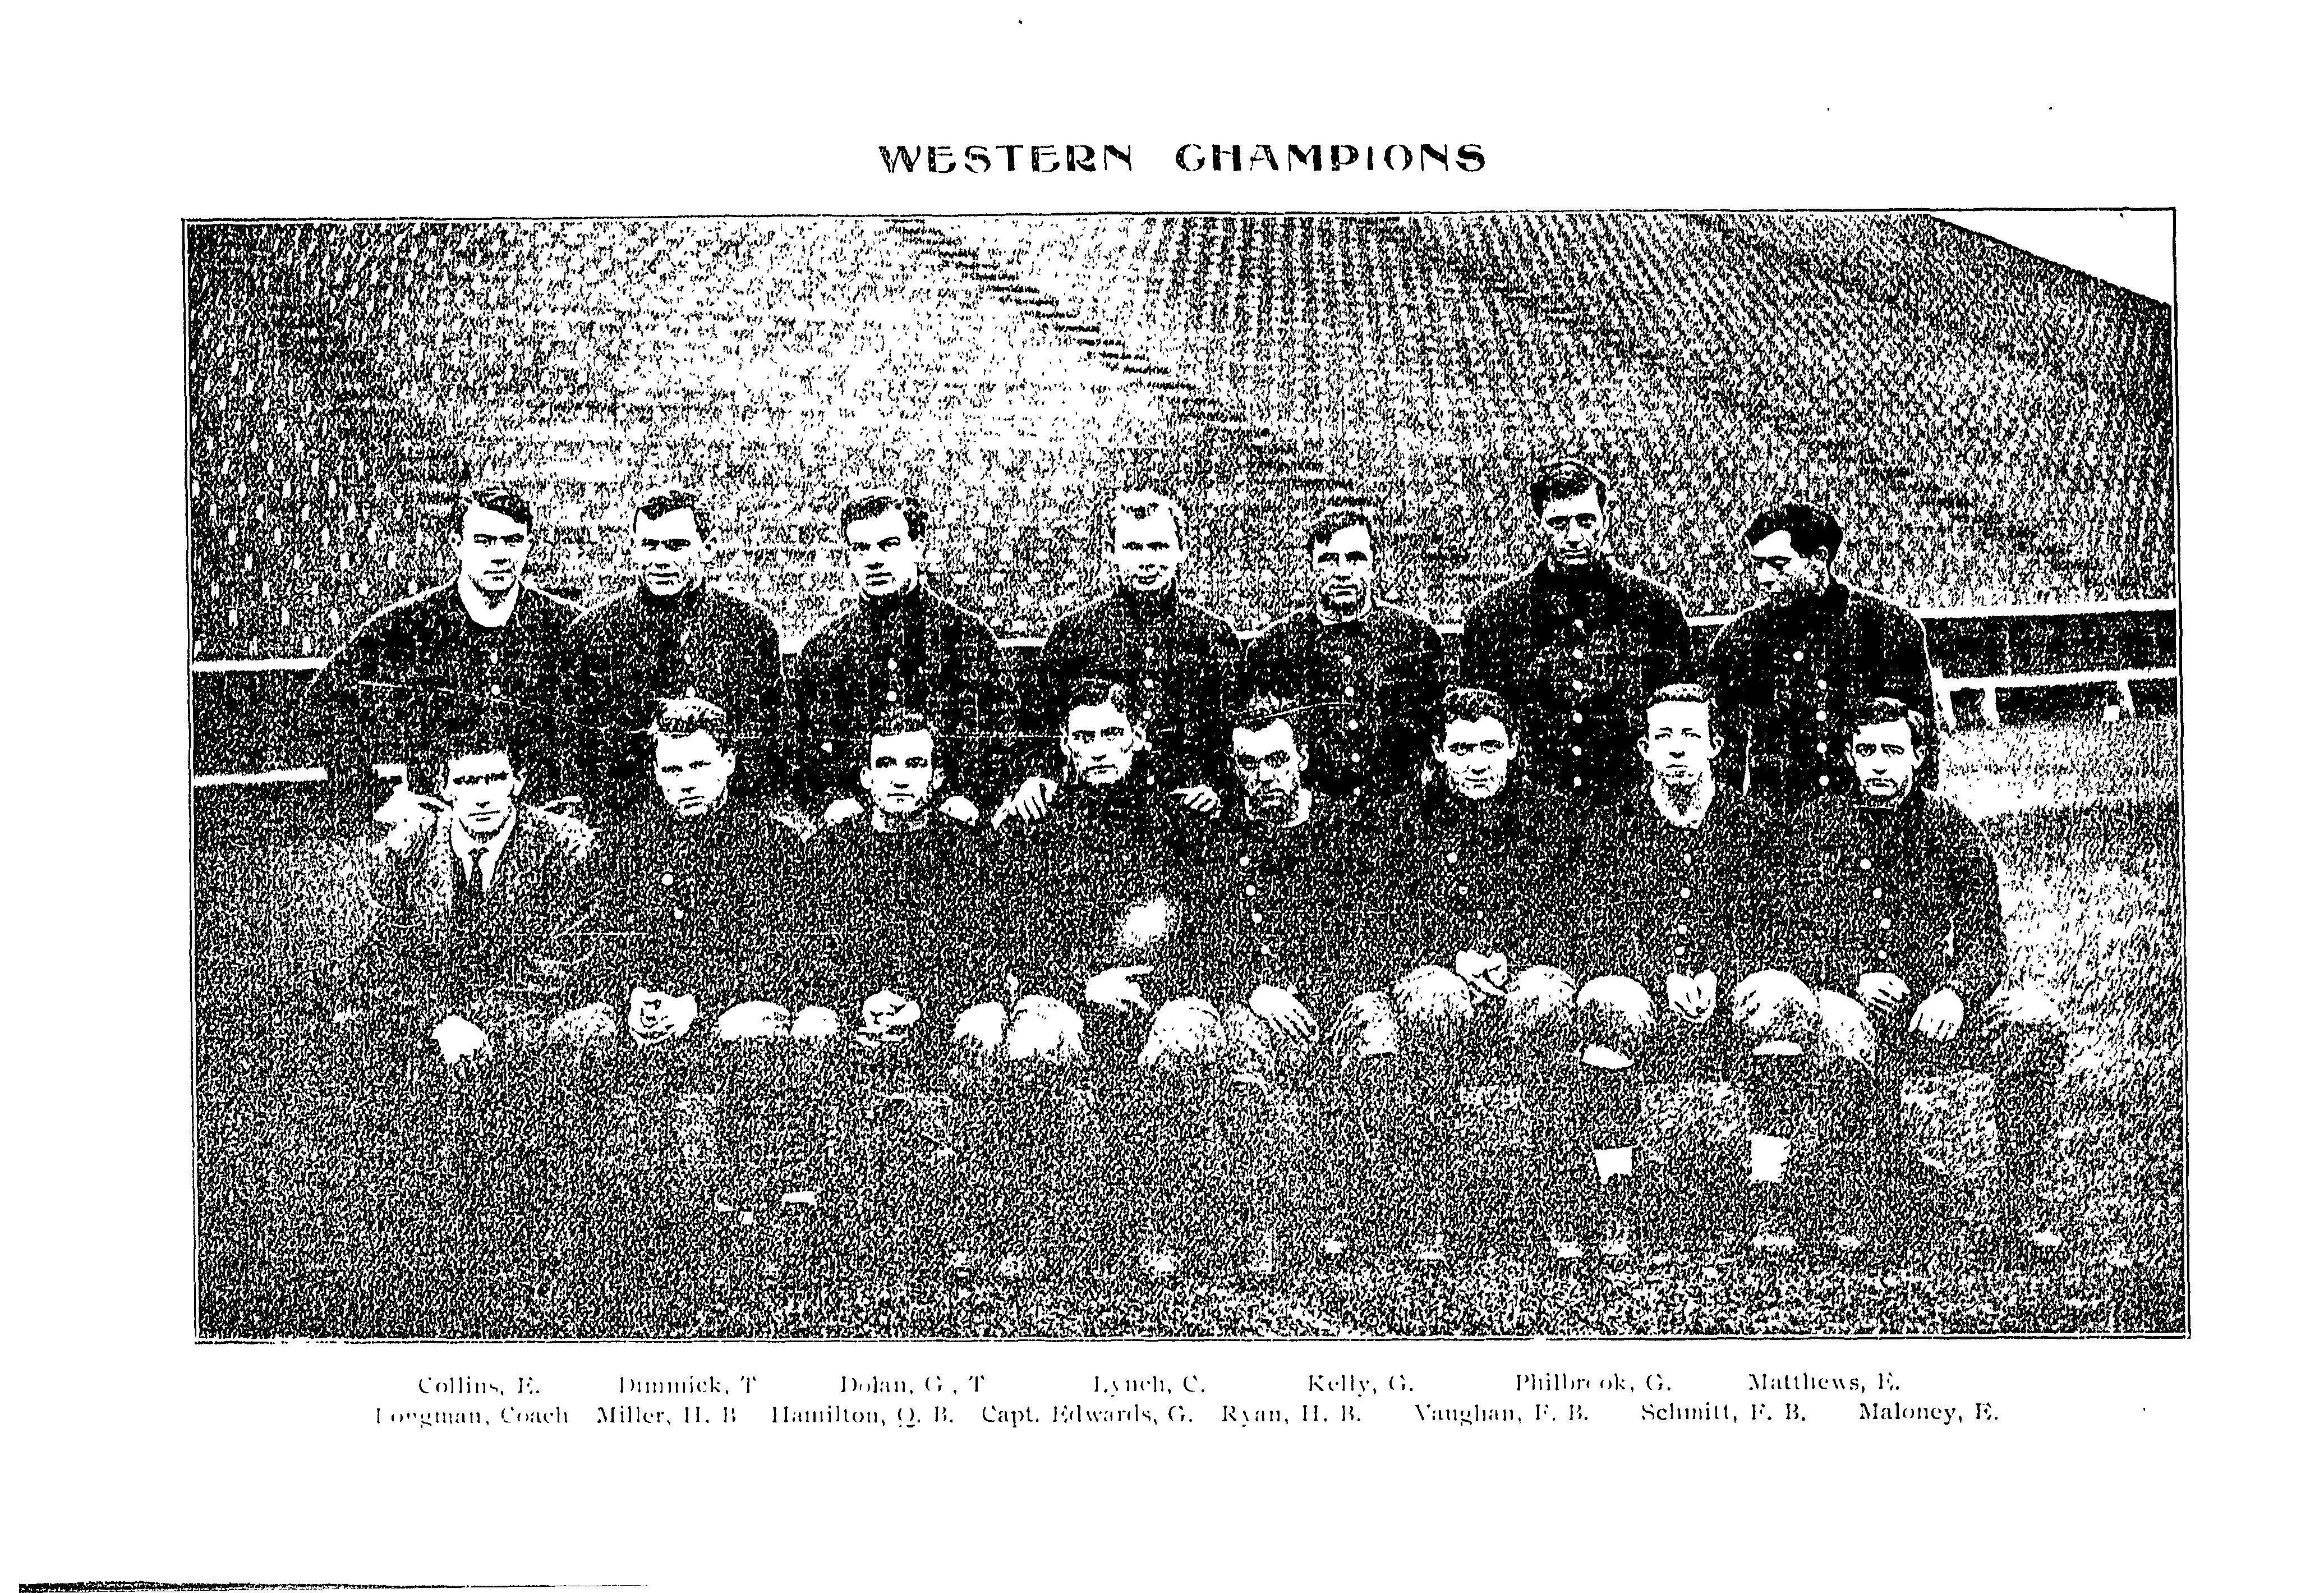 WESTERN CHAMPIONS
Collins, E. Dimmick, T Dolan, G , T Lynch, C. Kelly, G. Philbrook, G. Matthews, E.
Longman, Coach Miller, H. B Hamilton, Q. B. Capt. Edwards, G. Ryan, H. B. Vaughan, F. B. Schmitt, F. B. Maloney, E.